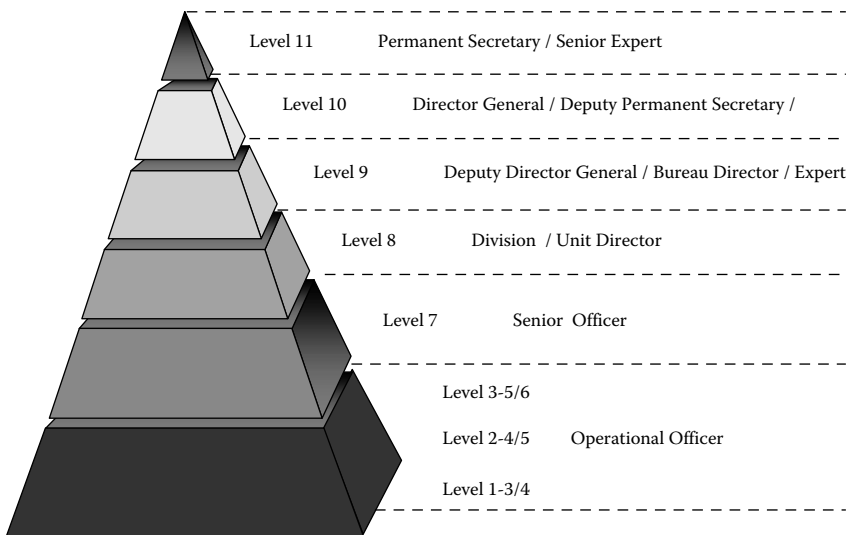 Level 11 Permanent Secretary / Senior Expert
Level 10 Director General / Deputy Permanent Secretary /
Level 9 Deputy Director General / Bureau Director / Expert
Level 8 Division / Unit Director
Level 7 Senior Officer
Level 3-5/6
Level 2-4/5 Operational Officer
Level 1-3/4